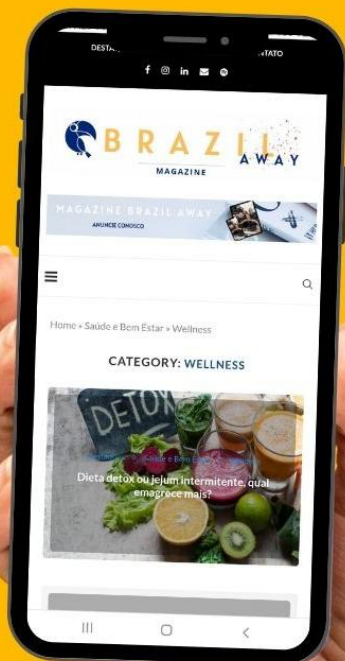 BRAZIL
AWAY
MAGAZINE
MAGAZINE BRAZIL AWAY
ANUNCIE CONOSCO
Home » Saúde e Bem Estar » Wellness
CATEGORY: WELLNESS
DETOX
Dieta detox ou jejum intermitente, qual
emagrece mais?